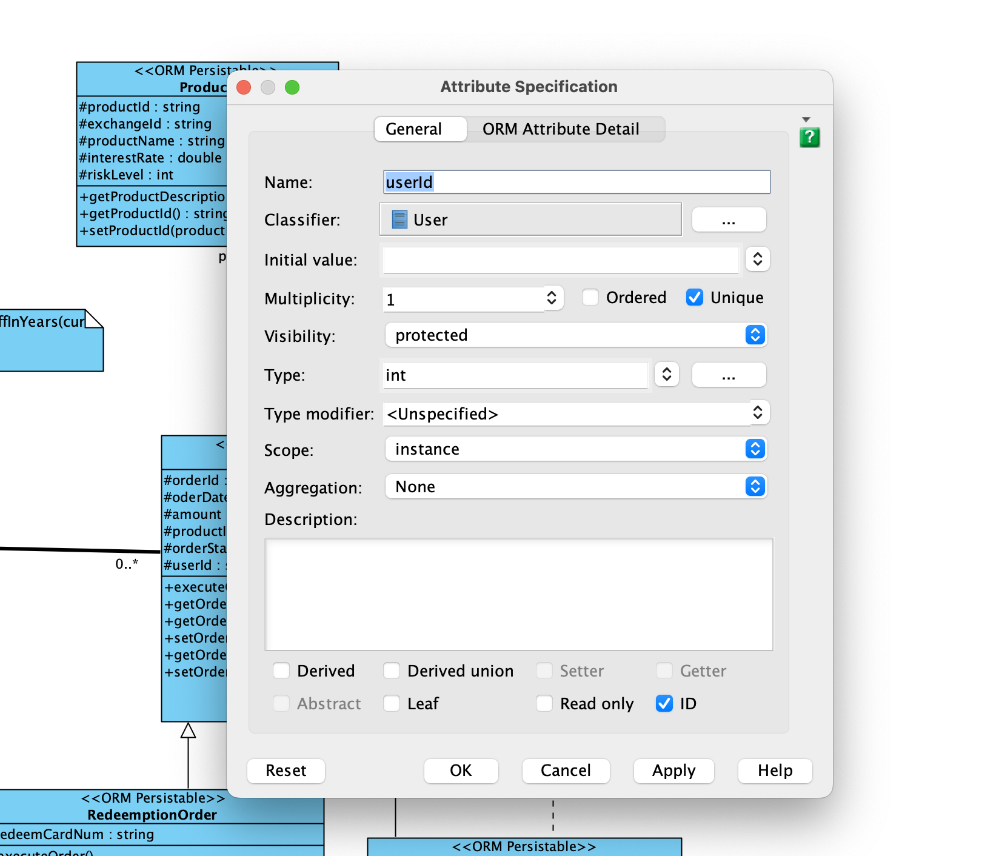 <<ORM Persistable>>
#productId : string
#exchangeId : string
#productName : string
#interestRate : double
#riskLevel : int
+getProductDescriptio
+getProductId() : string
+setProductId(product
p
ffInYears(cur
0..*
#orderId :
#oderDate
#amount
#productI
#orderSta
#userId :
+execute
+getOrde
+getOrde
+setOrder
+getOrde
+setOrder
<<ORM Persistable>>
RedeemptionOrder
edeemCardNum : string
executeOrder()
<<ORM Persistable>>
Attribute Specification
General
ORM Attribute Detail
?
Name: userId
Classifier: User ...
Initial value:
Multiplicity: 1 Ordered Unique
Visibility: protected
Type: int ...
Type modifier: <Unspecified>
Scope: instance
Aggregation: None
Description:
Derived Derived union Setter Getter
Abstract Leaf Read only ID
Reset OK Cancel Apply Help